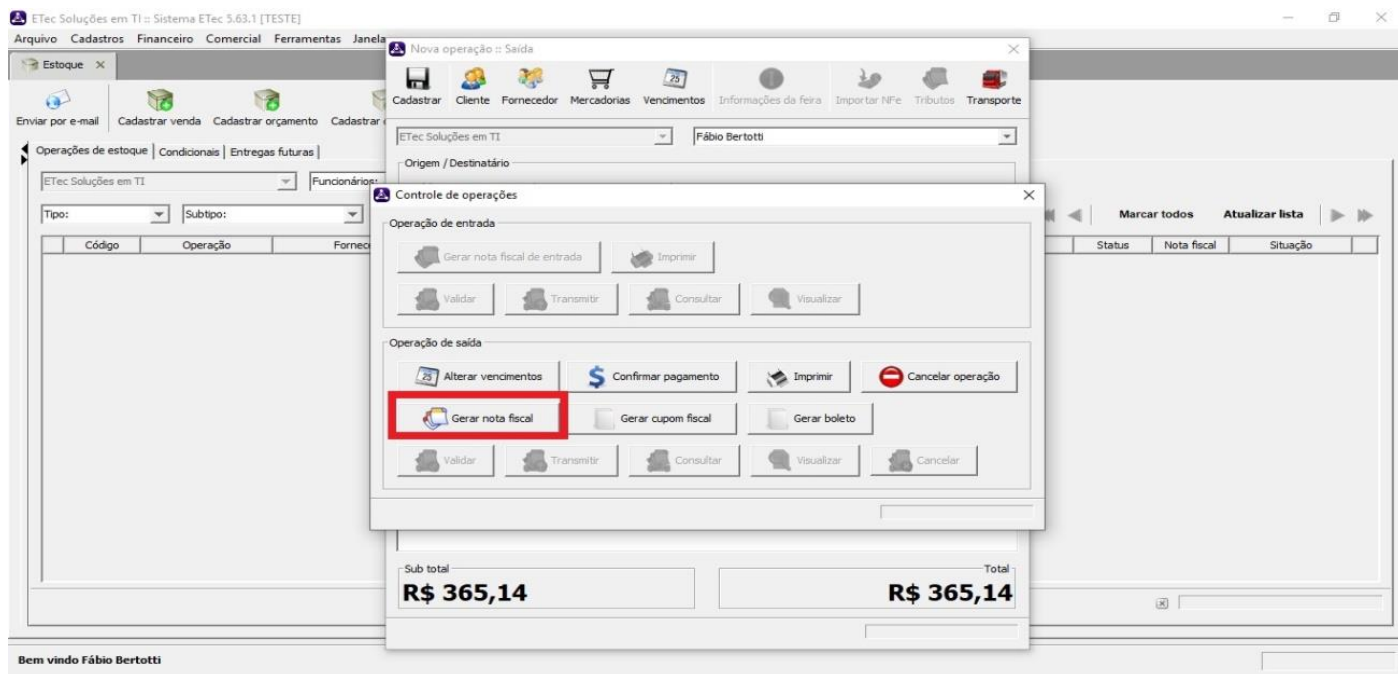 ETec Soluções em TI :: Sistema ETec 5.63.1 [TESTE]
Arquivo Cadastros Financeiro Comercial Ferramentas Janela
Estoque
Enviar por e-mail Cadastrar venda Cadastrar orçamento Cadastrar
Operações de estoque Condicionais Entregas futuras
ETec Soluções em TI Funcionários:
Tipo: Subtipo:
Marcar todos Atualizar lista
Código Operação Fornec Status Nota fiscal Situação
Nova operação :: Saída
Cadastrar Cliente Fornecedor Mercadorias Vencimentos Informações da feira Importar NFe Tributos Transporte
25
ETec Soluções em TI Fábio Bertotti
Origem / Destinatário
Controle de operações
Operação de entrada
Gerar nota fiscal de entrada Imprimir
Validar Transmitir Consultar Visualizar
Operação de saída
25 Alterar vencimentos $ Confirmar pagamento Imprimir Cancelar operação
Gerar nota fiscal Gerar cupom fiscal Gerar boleto
Validar Transmitir Consultar Visualizar Cancelar
Sub total Total
R$ 365,14 R$ 365,14
Bem vindo Fábio Bertotti